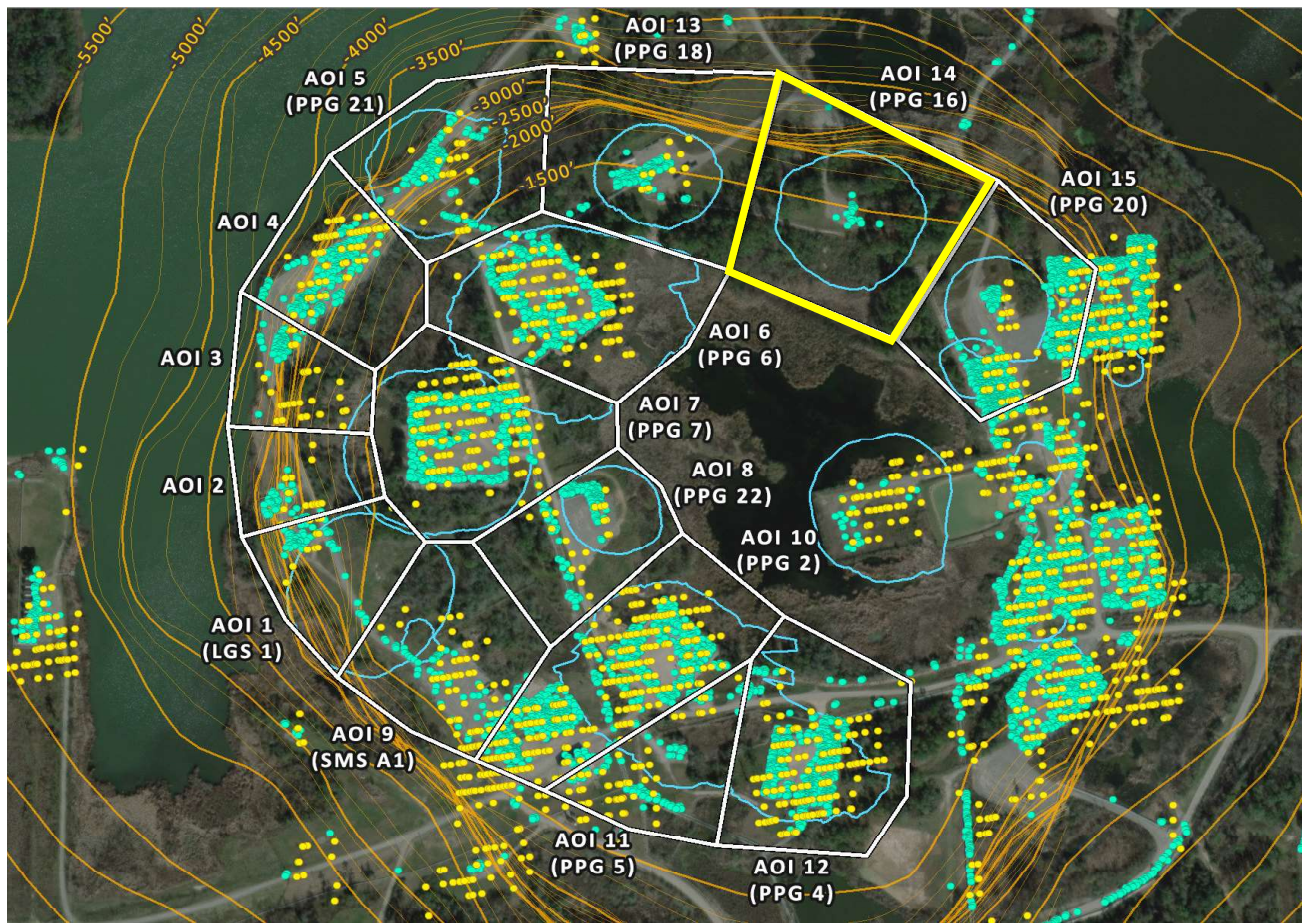 -5500'
-5000'
-4500'
-4000'
-3500'
-3000'
-2500'
-2000'
-1500'
AOI 13
(PPG 18)
AOI 5
(PPG 21)
AOI 14
(PPG 16)
AOI 15
(PPG 20)
AOI 4
AOI 3
AOI 6
(PPG 6)
AOI 7
(PPG 7)
AOI 8
(PPG 22)
AOI 2
AOI 10
(PPG 2)
AOI 1
(LGS 1)
AOI 9
(SMS A1)
AOI 11
(PPG 5)
AOI 12
(PPG 4)